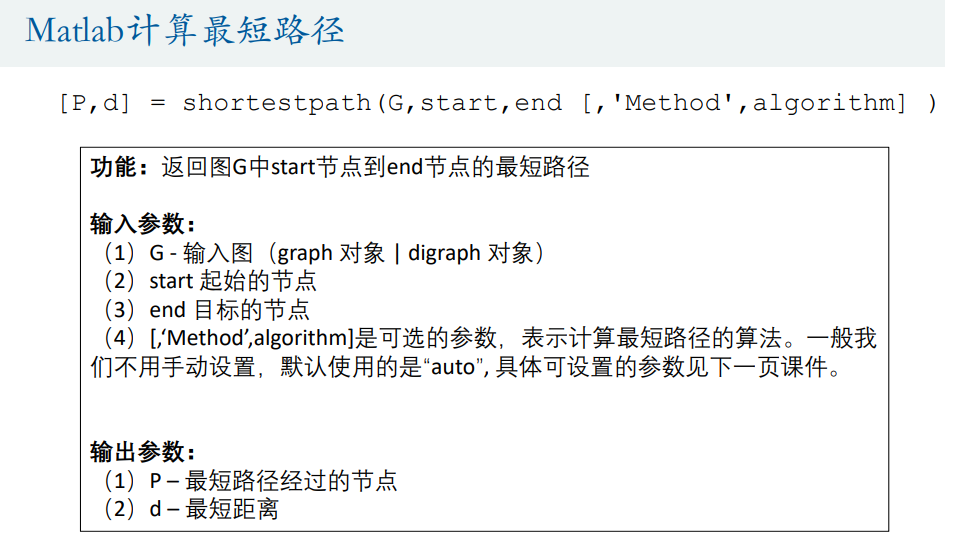 Matlab计算最短路径
[P,d] = shortestpath(G,start,end [,'Method',algorithm] )
功能：返回图G中start节点到end节点的最短路径
输入参数：
（1）G - 输入图（graph 对象 | digraph 对象）
（2）start 起始的节点
（3）end 目标的节点
（4）[,‘Method’,algorithm]是可选的参数，表示计算最短路径的算法。一般我
们不用手动设置，默认使用的是“auto”, 具体可设置的参数见下一页课件。
输出参数：
（1）P – 最短路径经过的节点
（2）d – 最短距离